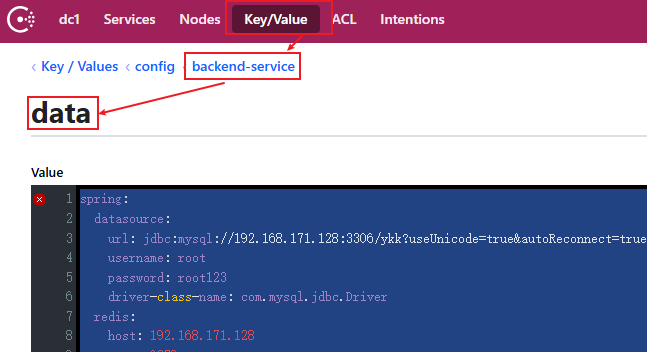 dc1 Services Nodes Key/Value ACL Intentions
‹ Key / Values ‹ config ‹ backend-service
data
Value
1 spring:
2 datasource:
3 url: jdbc:mysql://192.168.171.128:3306/ykk?useUnicode=true&autoReconnect=true
4 username: root
5 password: root123
6 driver-class-name: com.mysql.jdbc.Driver
7 redis:
8 host: 192.168.171.128